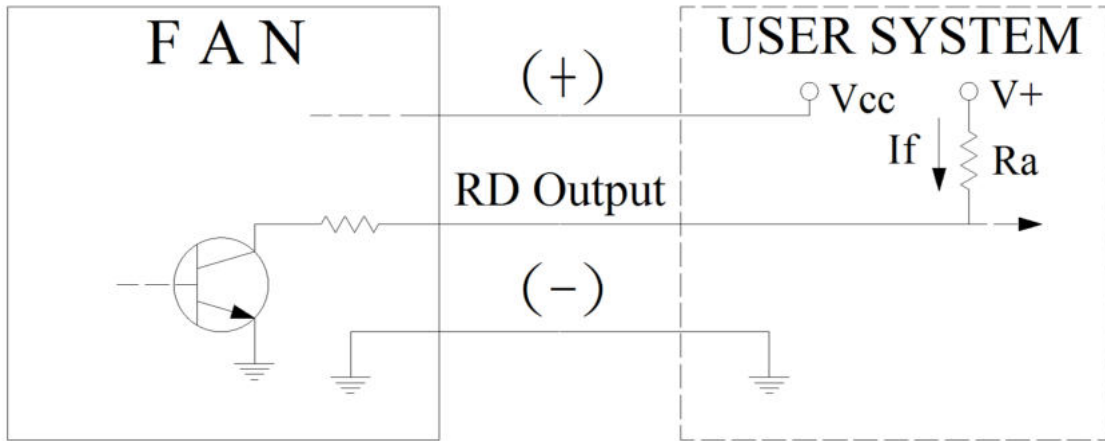 F A N
USER SYSTEM
(+)
Vcc
V+
If
Ra
RD Output
(-)